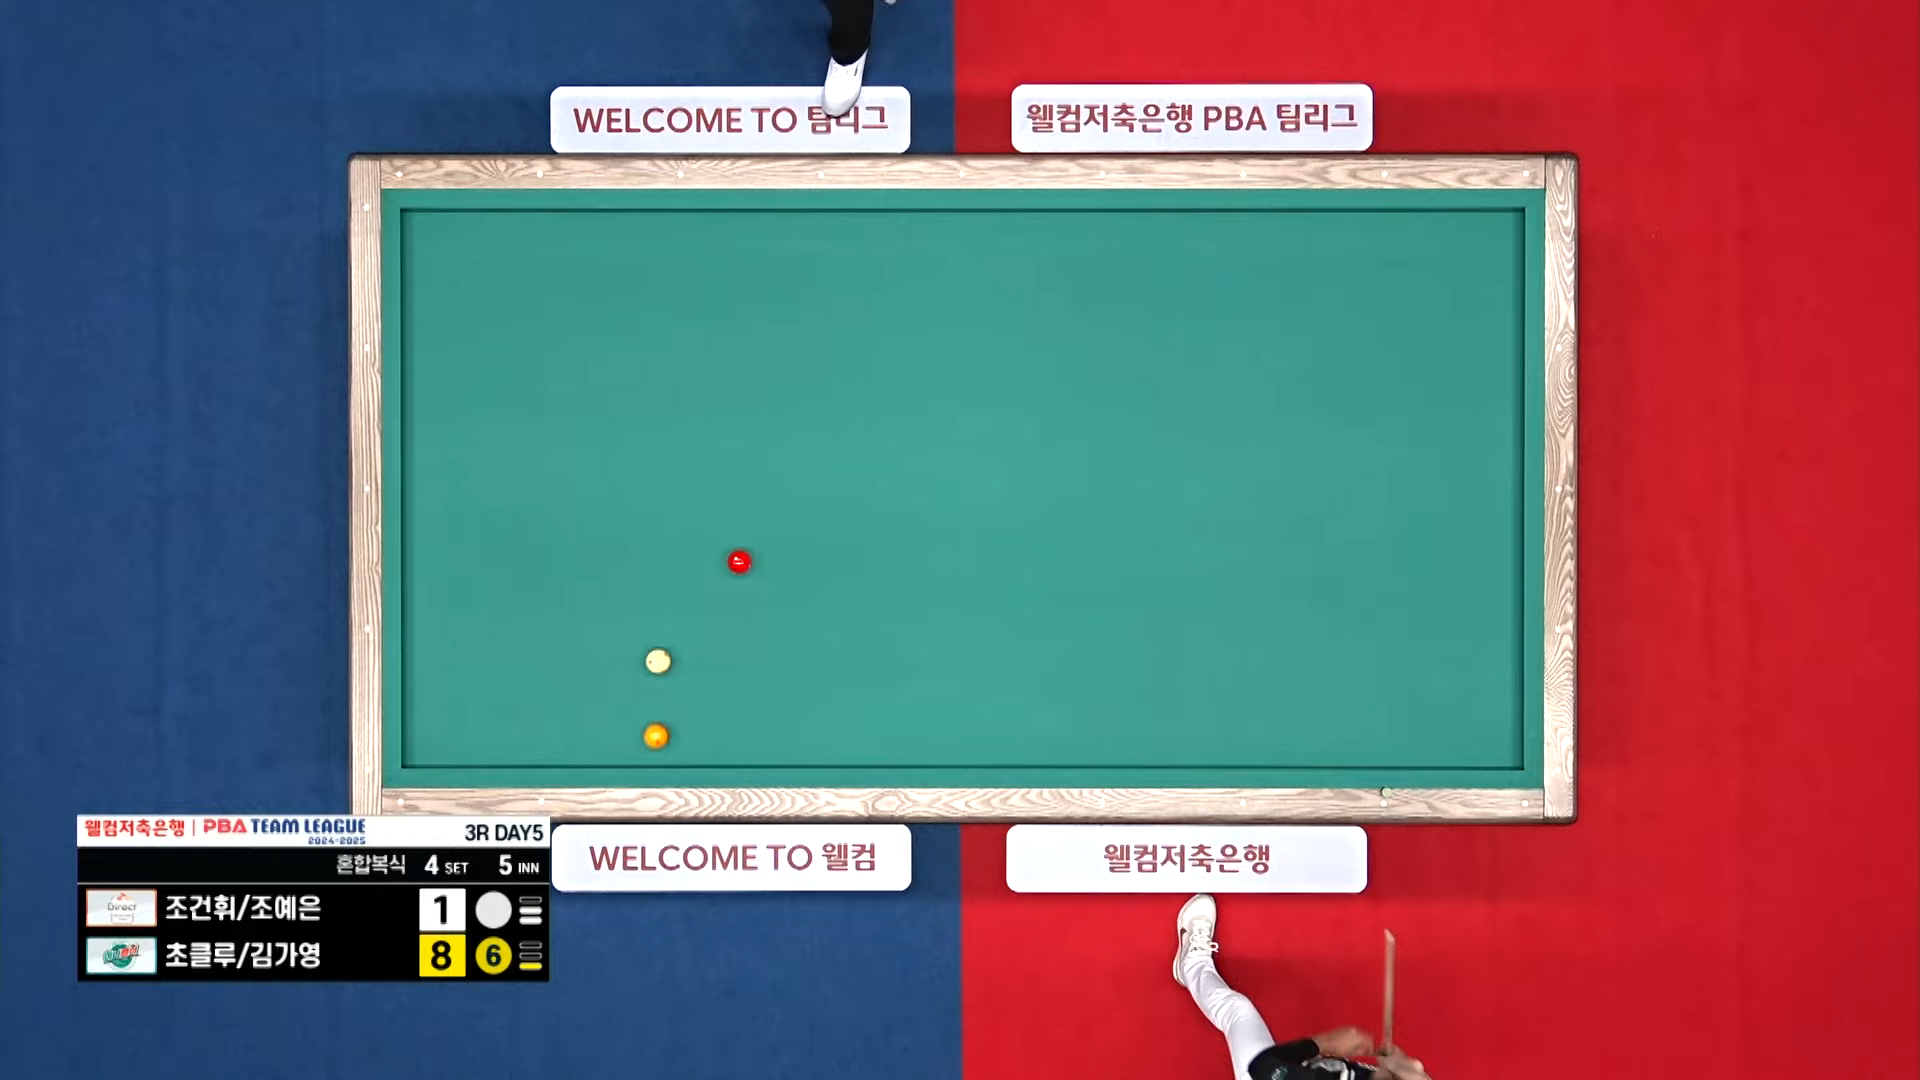 WELCOME TO 팀리그
웰컴저축은행 PBA 팀리그
웰컴저축은행 | PBA TEAM LEAGUE
2024-2025
3R DAY5
혼합복식 4 SET 5 INN
Direct
조건휘/조예은 1
초클루/김가영 8 6
WELCOME TO 웰컴
웰컴저축은행